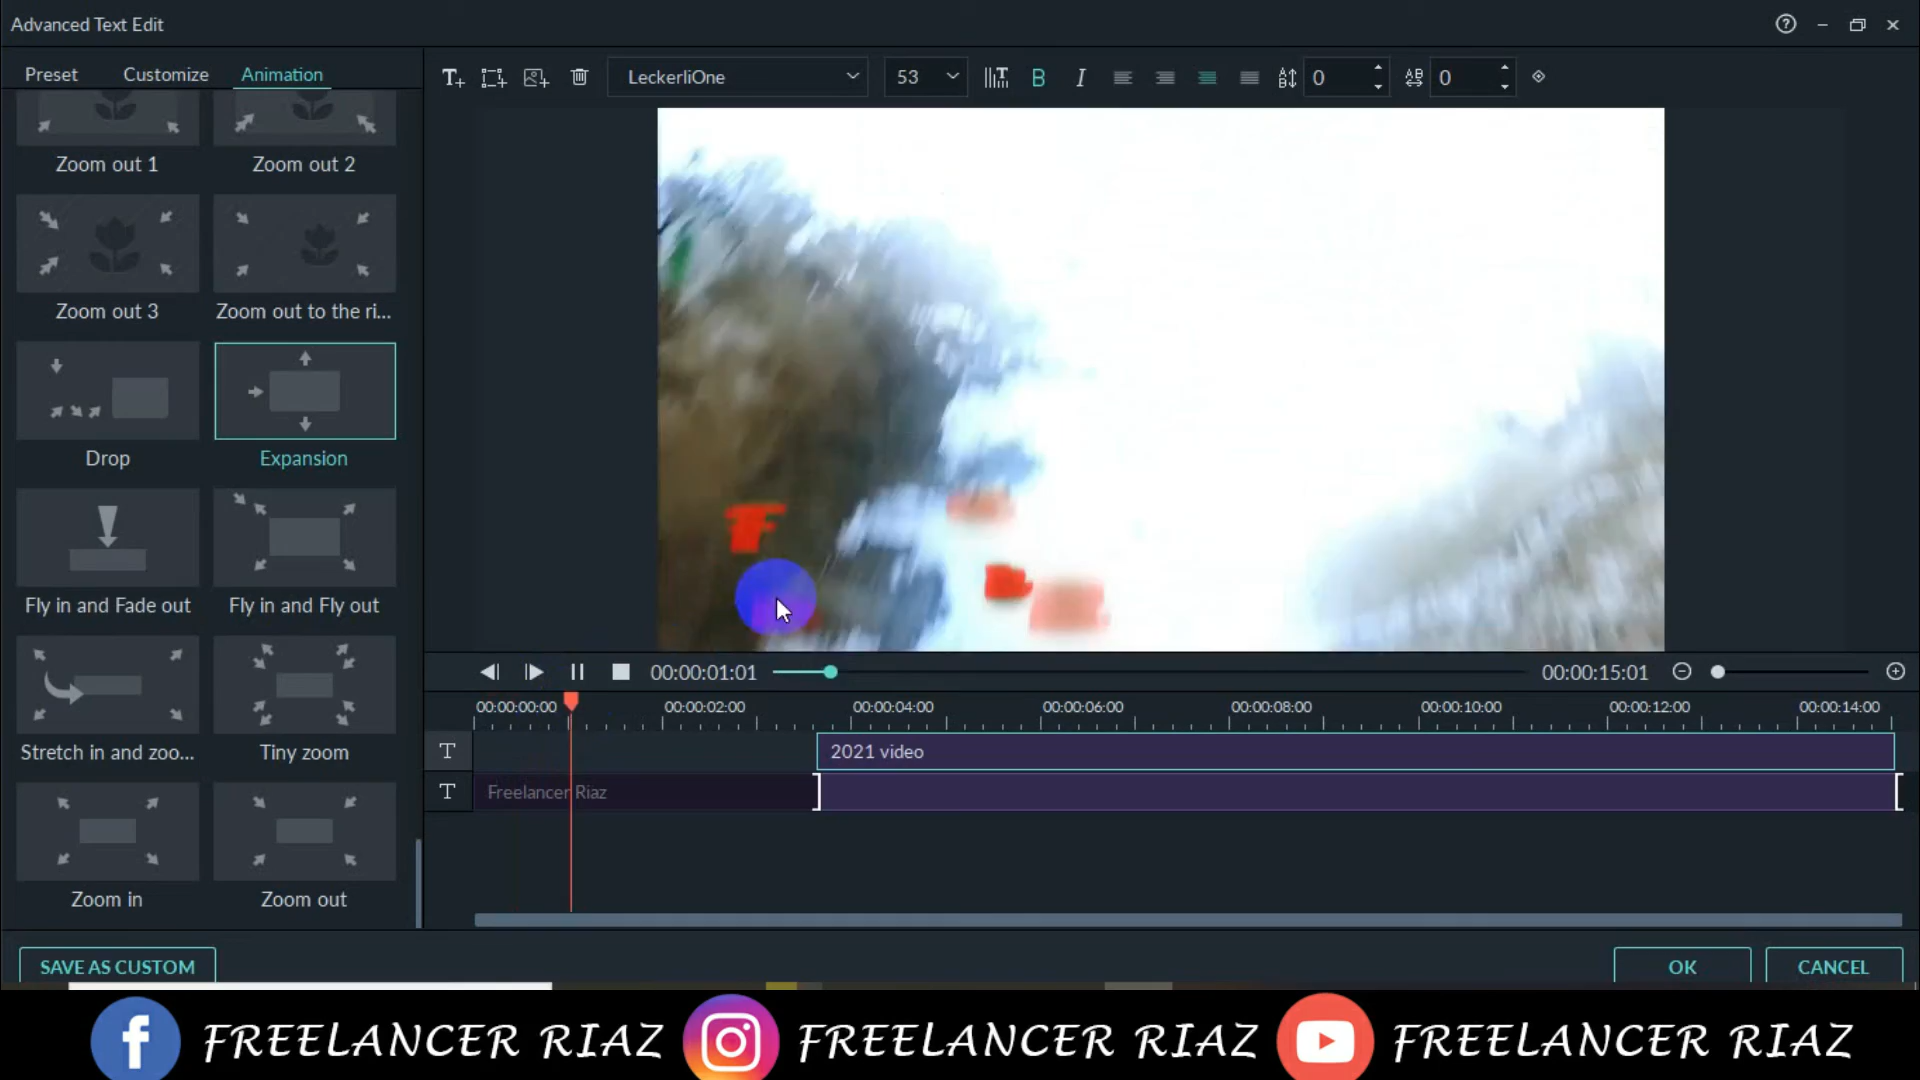 Advanced Text Edit
Preset Customize Animation
LeckerliOne 53 B I 0 0
Zoom out 1 Zoom out 2
Zoom out 3 Zoom out to the ri...
Drop Expansion
Fly in and Fade out Fly in and Fly out
Stretch in and zoo... Tiny zoom
Zoom in Zoom out
F
00:00:01:01 00:00:15:01
00:00:00:00 00:00:02:00 00:00:04:00 00:00:06:00 00:00:08:00 00:00:10:00 00:00:12:00 00:00:14:00
T 2021 video
T Freelancer Riaz
SAVE AS CUSTOM OK CANCEL
FREELANCER RIAZ FREELANCER RIAZ FREELANCER RIAZ